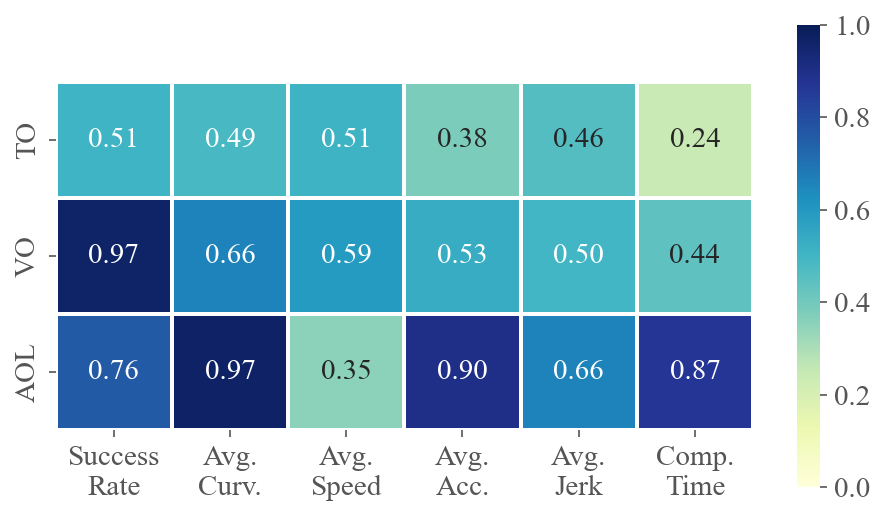 1.0
TO 0.51 0.49 0.51 0.38 0.46 0.24
0.8
VO 0.97 0.66 0.59 0.53 0.50 0.44
0.6
0.4
AOL 0.76 0.97 0.35 0.90 0.66 0.87
0.2
0.0
Success Avg. Avg. Avg. Avg. Comp.
Rate Curv. Speed Acc. Jerk Time